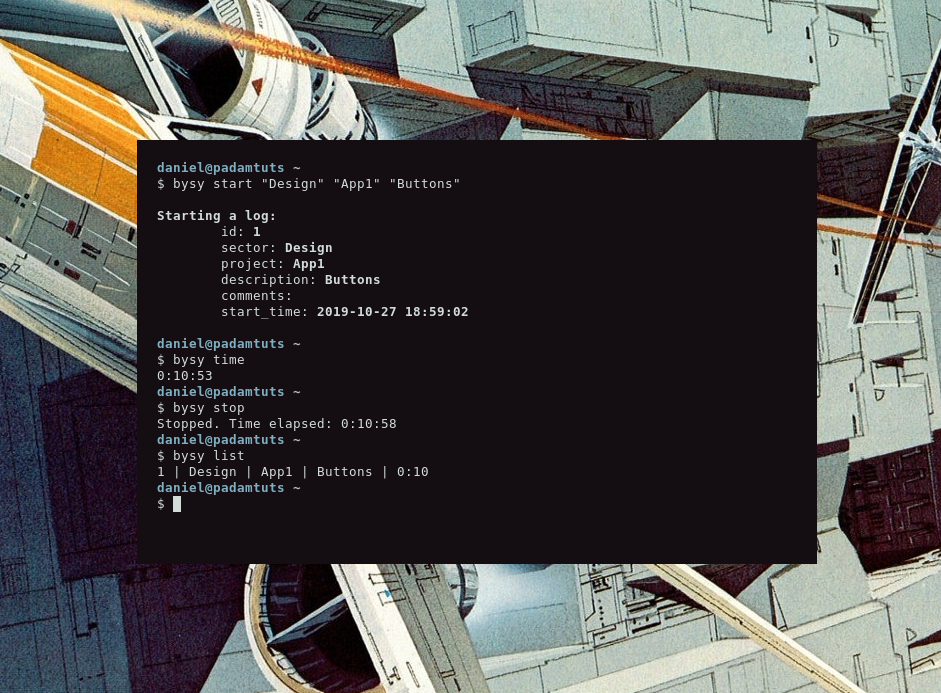 daniel@padamtuts ~
$ bysy start "Design" "App1" "Buttons"
Starting a log:
id: 1
sector: Design
project: App1
description: Buttons
comments:
start_time: 2019-10-27 18:59:02
daniel@padamtuts ~
$ bysy time
0:10:53
daniel@padamtuts ~
$ bysy stop
Stopped. Time elapsed: 0:10:58
daniel@padamtuts ~
$ bysy list
1 | Design | App1 | Buttons | 0:10
daniel@padamtuts ~
$